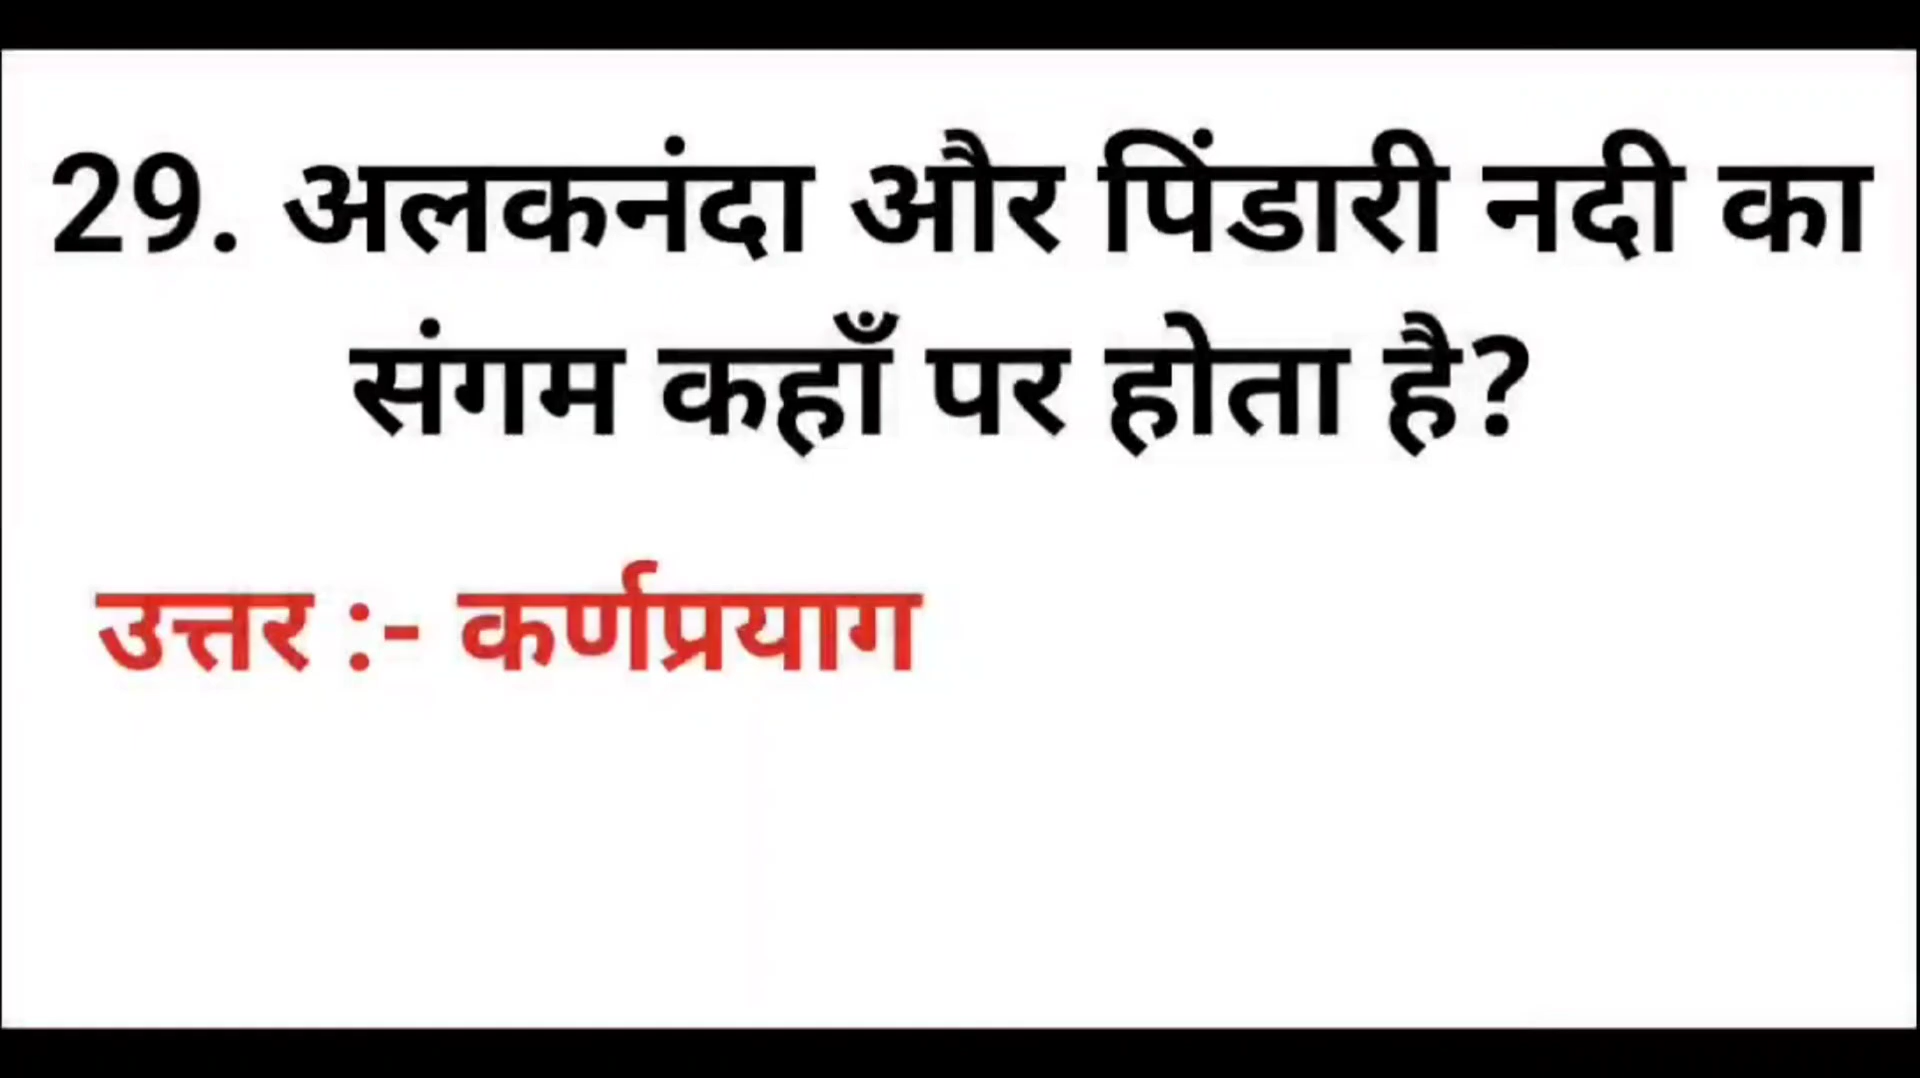 29. अलकनंदा और पिंडारी नदी का
संगम कहाँ पर होता है?
उत्तर :- कर्णप्रयाग